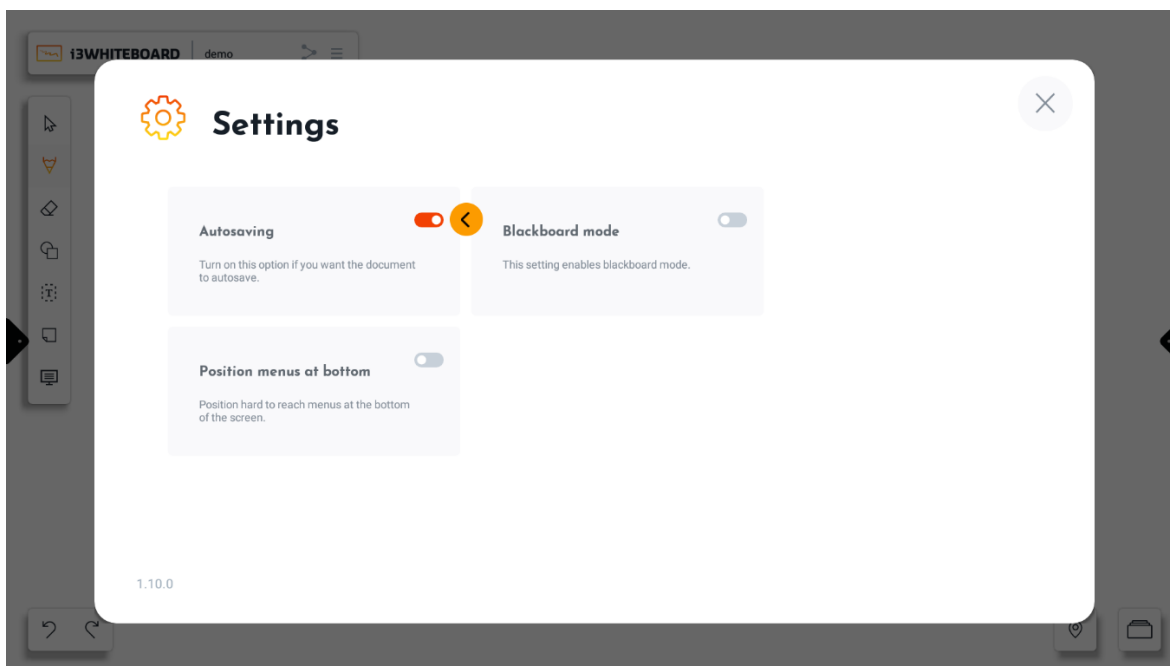 i3WHITEBOARD demo
Settings
Autosaving
Turn on this option if you want the document
to autosave.
Blackboard mode
This setting enables blackboard mode.
Position menus at bottom
Position hard to reach menus at the bottom
of the screen.
1.10.0